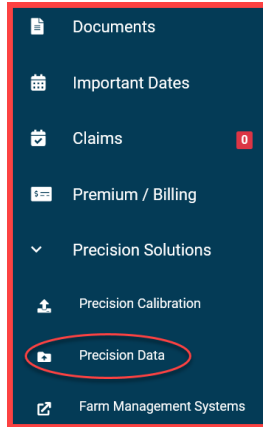 Documents
Important Dates
Claims 0
Premium / Billing
Precision Solutions
Precision Calibration
Precision Data
Farm Management Systems